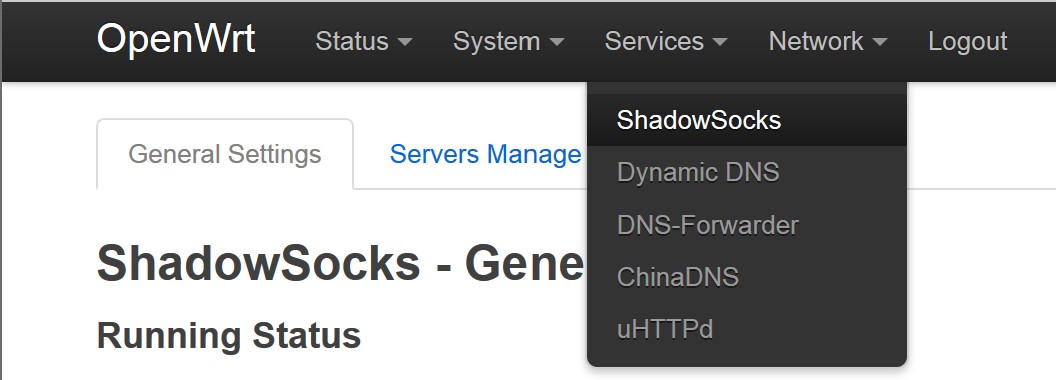 OpenWrt Status System Services Network Logout
ShadowSocks
Dynamic DNS
DNS-Forwarder
ChinaDNS
uHTTPd
General Settings Servers Manage
ShadowSocks - Gene
Running Status